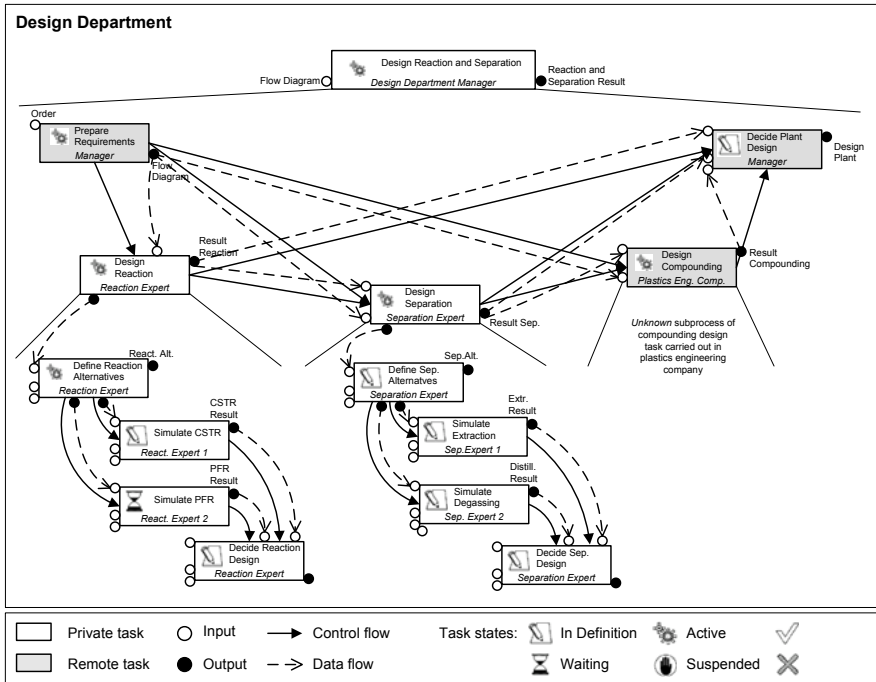 Design Department
Design Reaction and Separation
Design Department Manager
Flow Diagram
Reaction and
Separation Result
Order
Prepare
Requirements
Manager
Flow
Diagram
Decide Plant
Design
Manager
Design
Plant
Result
Reaction
Design
Reaction
Reaction Expert
Design
Separation
Separation Expert
Result Sep.
Design
Compounding
Plastics Eng. Comp.
Result
Compounding
Unknown subprocess of
compounding design
task carried out in
plastics engineering
company
React. Alt.
Define Reaction
Alternatives
Reaction Expert
Sep.Alt.
Define Sep.
Alternatves
Separation Expert
CSTR
Result
Simulate CSTR
React. Expert 1
PFR
Result
Simulate PFR
React. Expert 2
Decide Reaction
Design
Reaction Expert
Extr.
Result
Simulate
Extraction
Sep.Expert 1
Distill.
Result
Simulate
Degassing
Sep. Expert 2
Decide Sep.
Design
Separation Expert
Private task
Input
Control flow
Task states:
In Definition
Active
Remote task
Output
Data flow
Waiting
Suspended